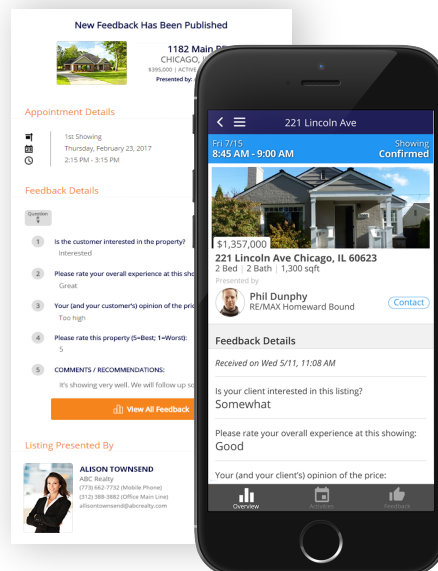 New Feedback Has Been Published
1182 Main
CHICAGO,
$395,000 | ACTIVE
Presented by:
Appointment Details
1st Showing
Thursday, February 23, 2017
2:15 PM - 3:15 PM
Feedback Details
Question
#
1 Is the customer interested in the property?
Interested
2 Please rate your overall experience at this
Great
3 Your (and your customer's) opinion of the
Too high
4 Please rate this property (5=Best; 1=Worst):
5
5 COMMENTS / RECOMMENDATIONS:
It's showing very well. We will follow up
View All Feedback
Listing Presented By
ALISON TOWNSEND
ABC Realty
(773) 662-7732 (Mobile Phone)
(312) 388-3882 (Office Main Line)
allisontownsend@abcrealty.com
221 Lincoln Ave
Fri 7/15 Showing
8:45 AM - 9:00 AM Confirmed
$1,357,000
221 Lincoln Ave Chicago, IL 60623
2 Bed | 2 Bath | 1,300 sqft
Presented by
Phil Dunphy
RE/MAX Homeward Bound
Contact
Feedback Details
Received on Wed 5/11, 11:08 AM
Is your client interested in this listing?
Somewhat
Please rate your overall experience at this showing:
Good
Your (and your client's) opinion of the price:
Overview Activities Feedback